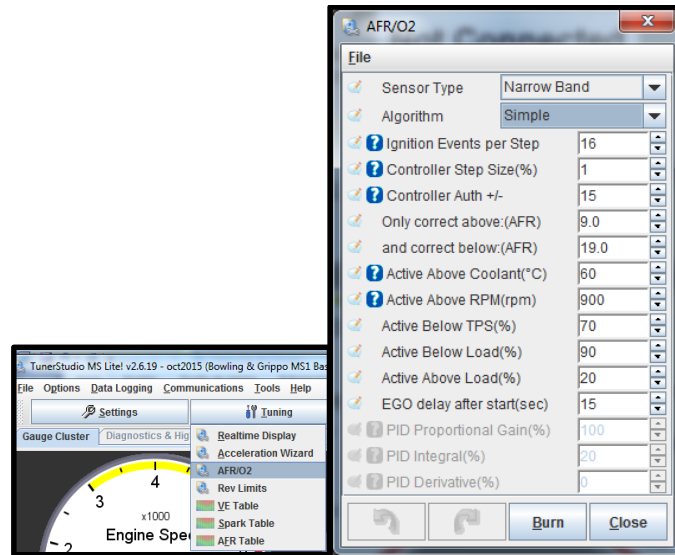 AFR/O2
File
Sensor Type Narrow Band
Algorithm Simple
Ignition Events per Step 16
Controller Step Size(%) 1
Controller Auth +/- 15
Only correct above:(AFR) 9.0
and correct below:(AFR) 19.0
Active Above Coolant(°C) 60
Active Above RPM(rpm) 900
Active Below TPS(%) 70
Active Below Load(%) 90
Active Above Load(%) 20
EGO delay after start(sec) 15
PID Proportional Gain(%) 100
PID Integral(%) 20
PID Derivative(%) 0
Burn Close
TunerStudio MS Lite! v2.6.19 - oct2015 (Bowling & Grippo MS1 Bas
File Options Data Logging Communications Tools Help
Settings Tuning
Gauge Cluster Diagnostics & Hig
Realtime Display
Acceleration Wizard
AFR/O2
Rev Limits
VE Table
Spark Table
AFR Table
4
3
x1000
Engine Spe
2